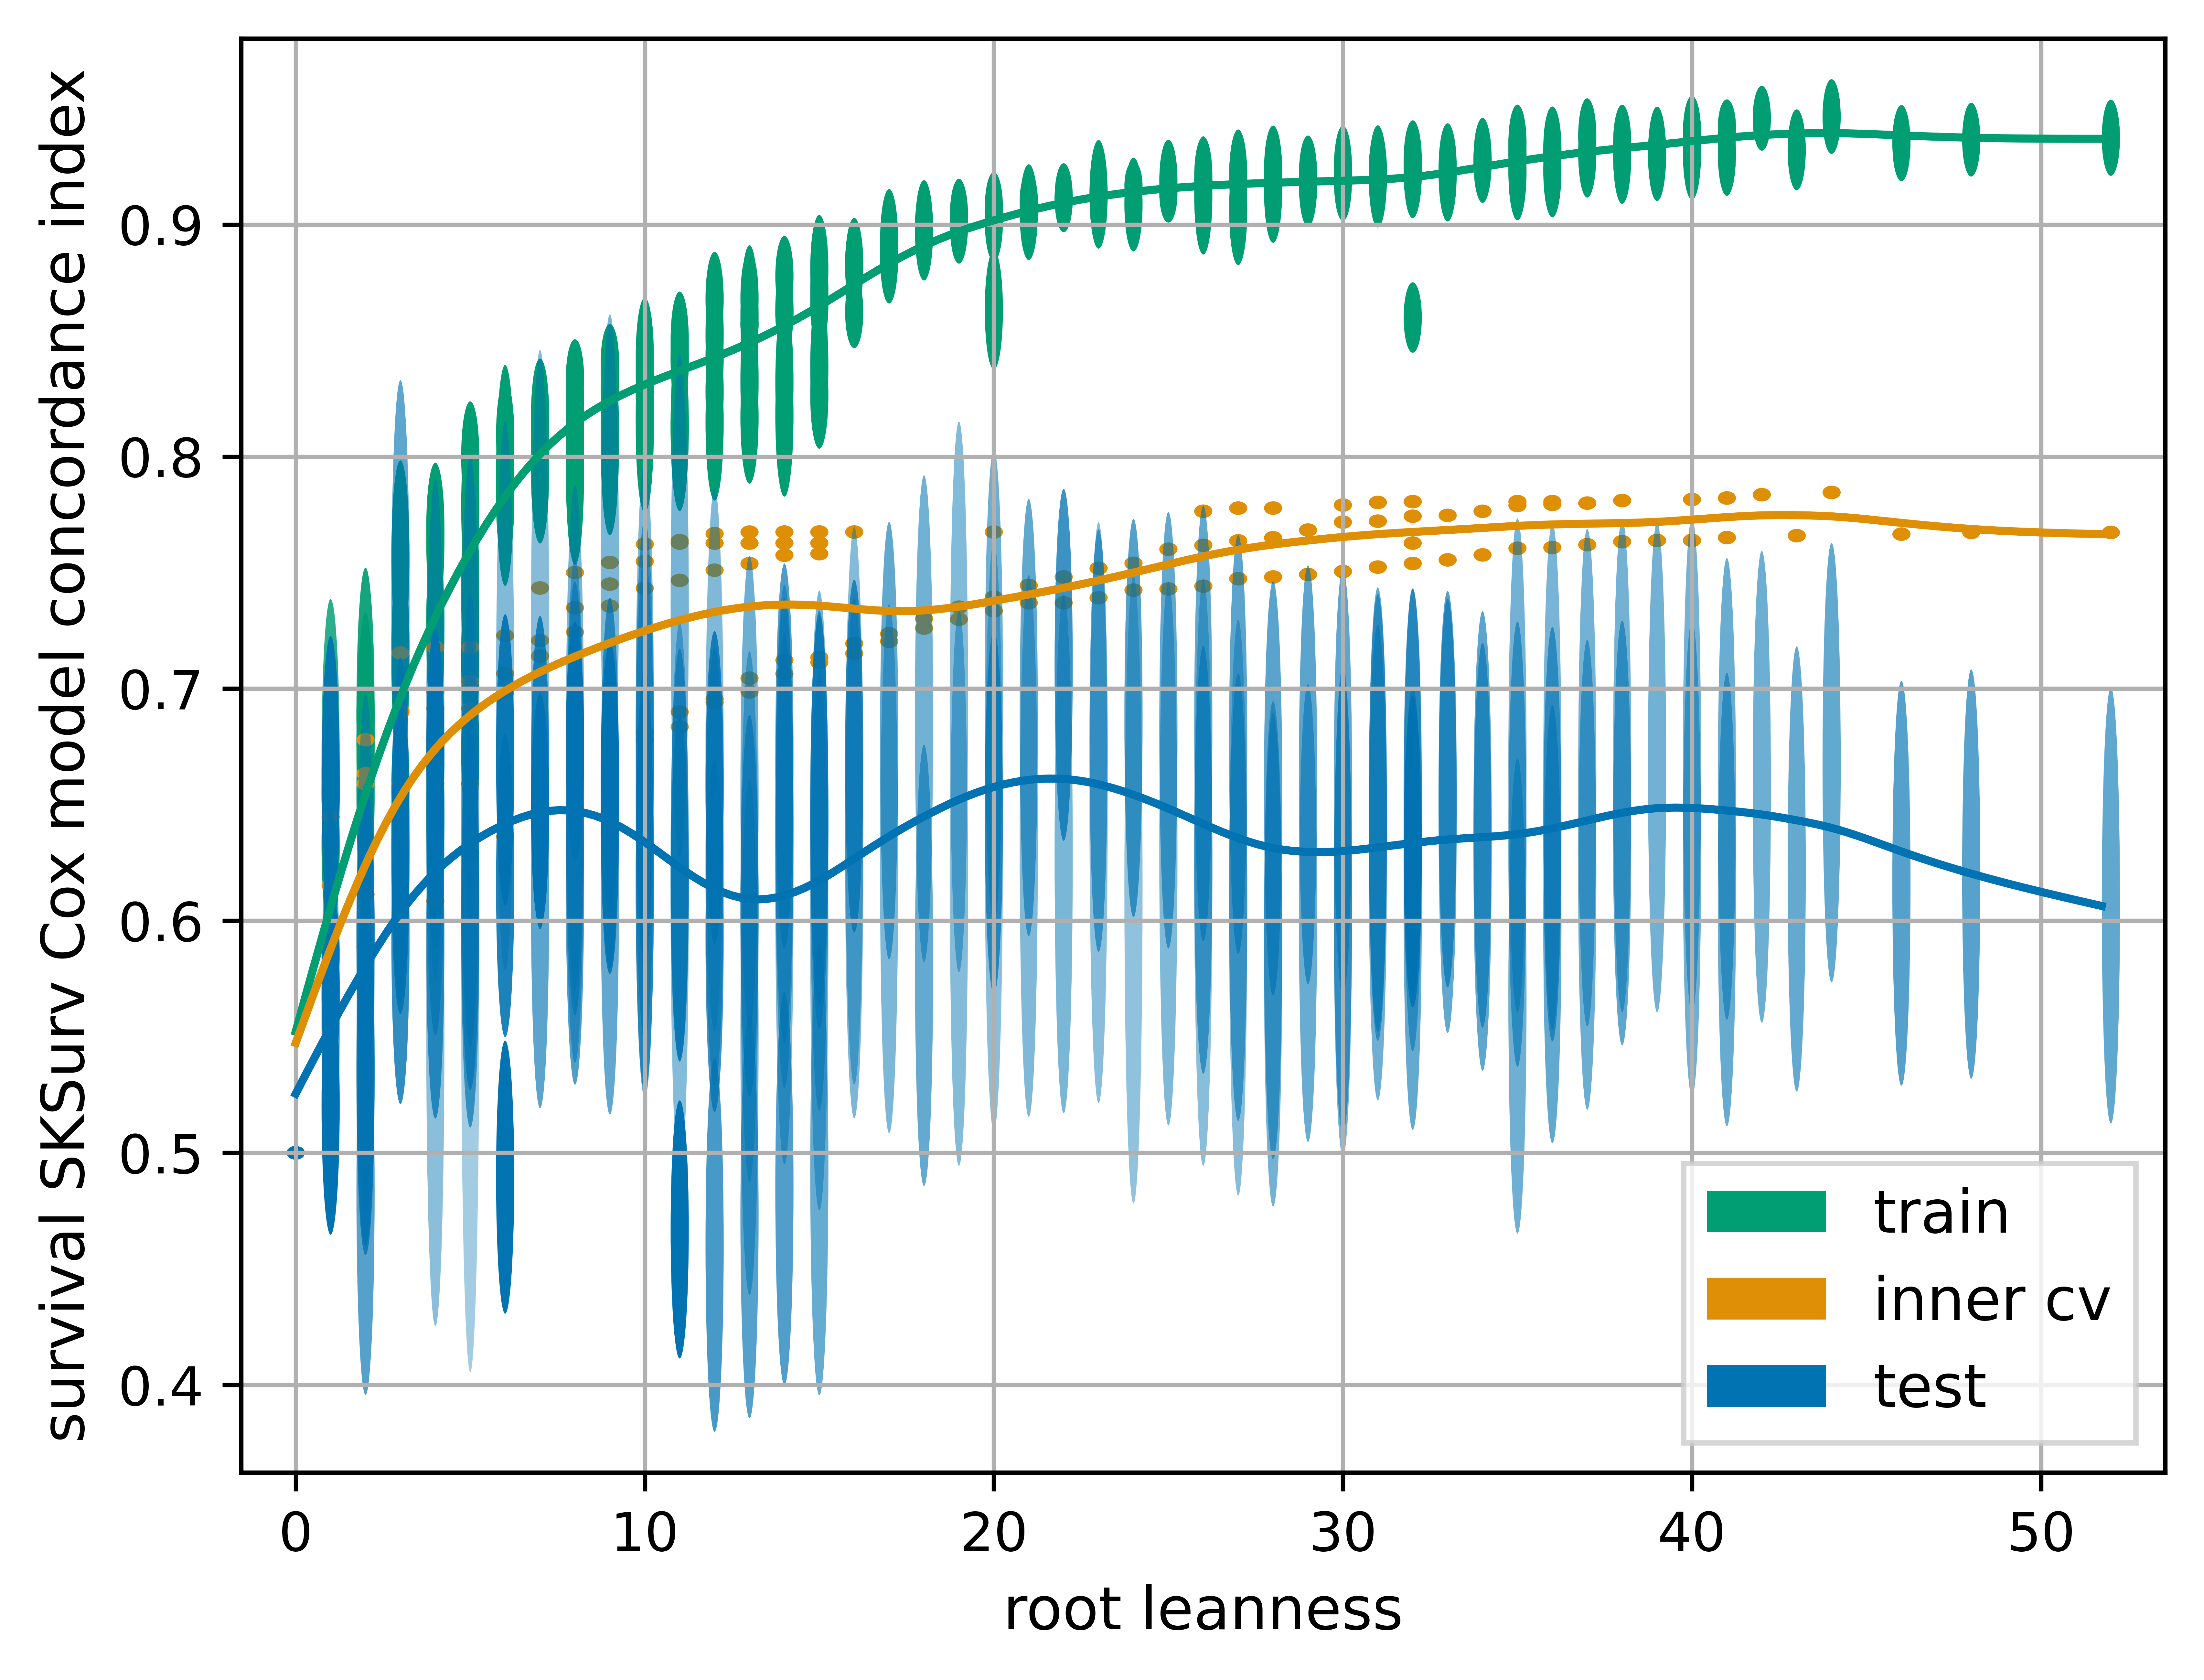 survival SKSurv Cox model concordance index
0.9
0.8
0.7
0.6
0.5
0.4
0 10 20 30 40 50
root leanness
train
inner cv
test